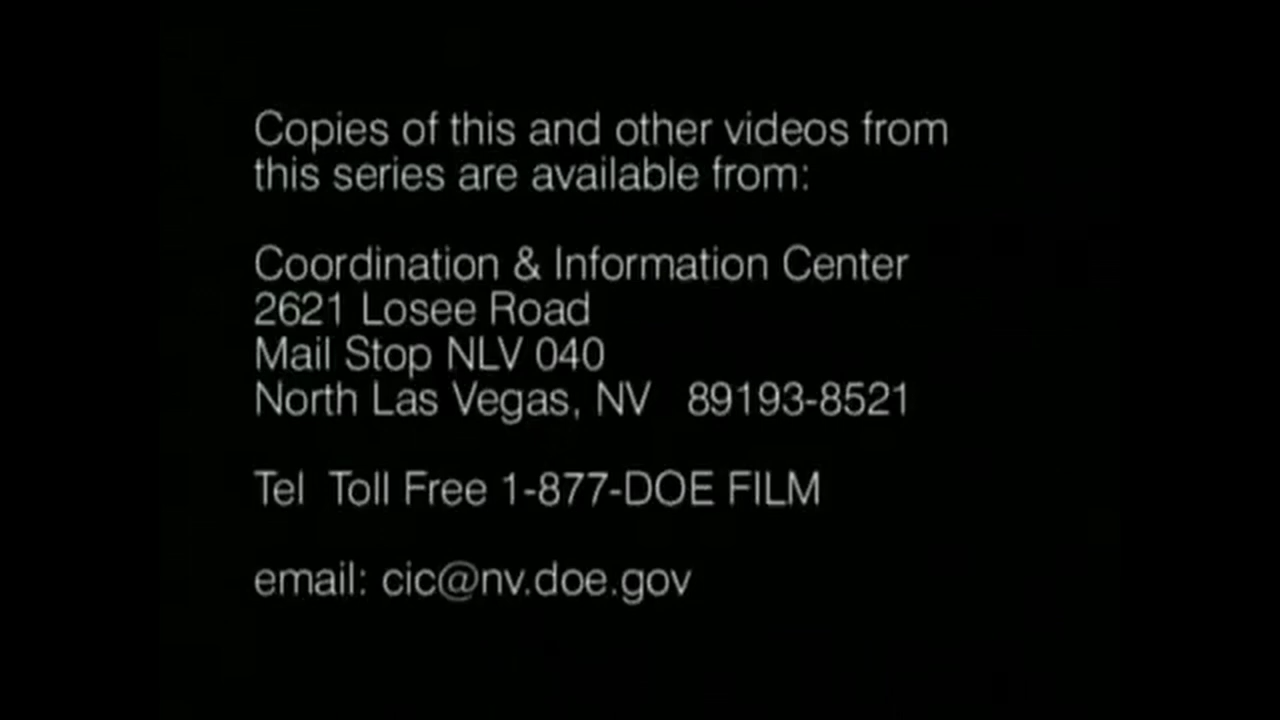 Copies of this and other videos from
this series are available from:
Coordination & Information Center
2621 Losee Road
Mail Stop NLV 040
North Las Vegas, NV 89193-8521
Tel Toll Free 1-877-DOE FILM
email: cic@nv.doe.gov